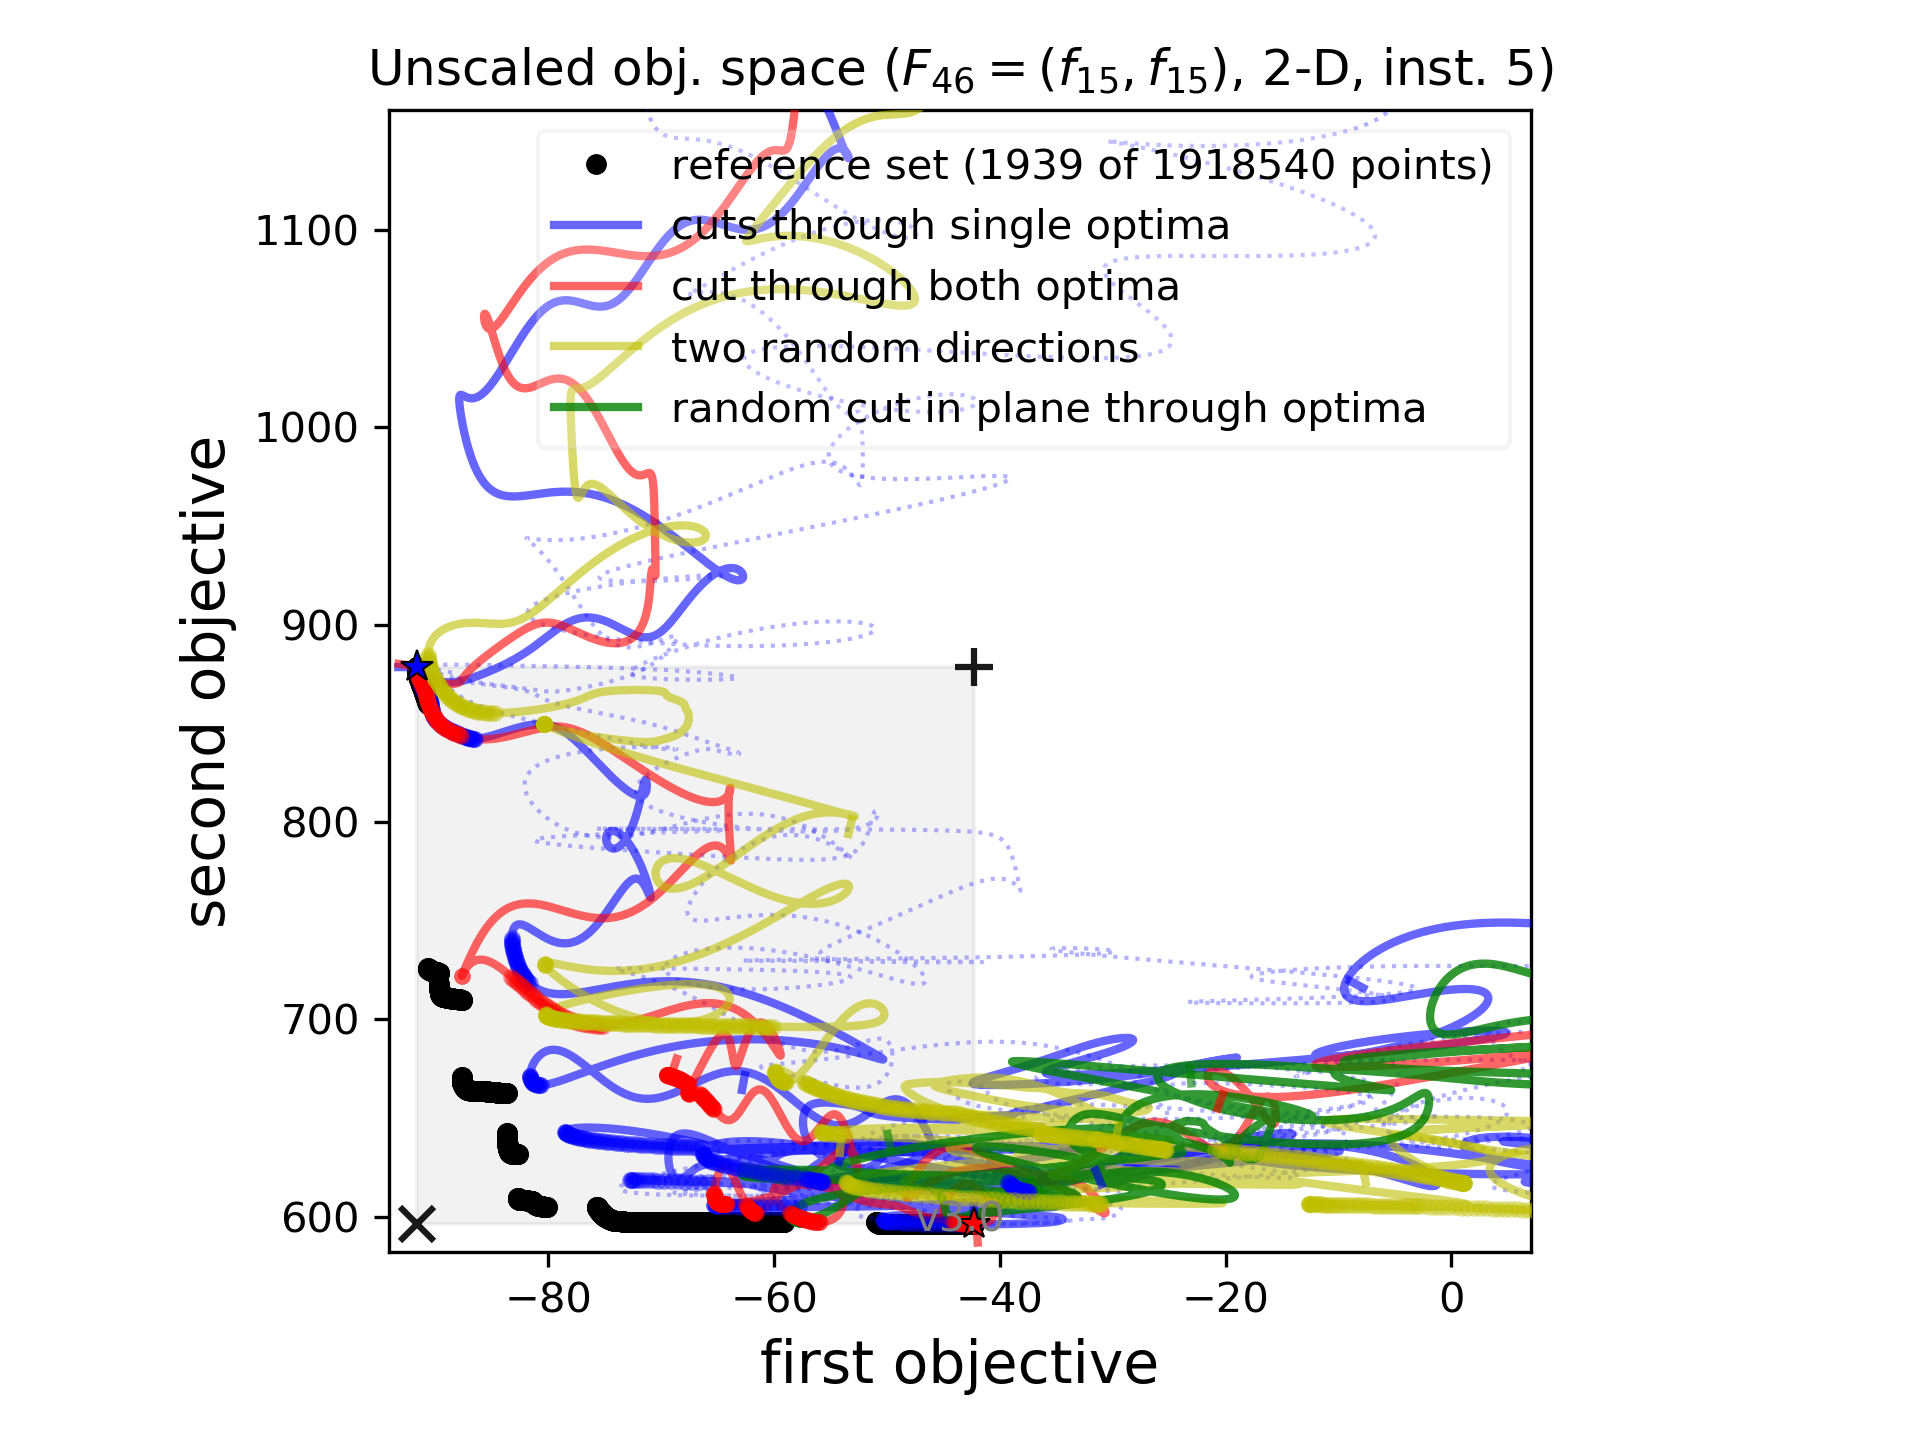 Unscaled obj. space (F46 = (f15, f15), 2-D, inst. 5)
reference set (1939 of 1918540 points)
cuts through single optima
cut through both optima
two random directions
random cut in plane through optima
1100
1000
900
800
700
600
second objective
v3.0
−80 −60 −40 −20 0
first objective